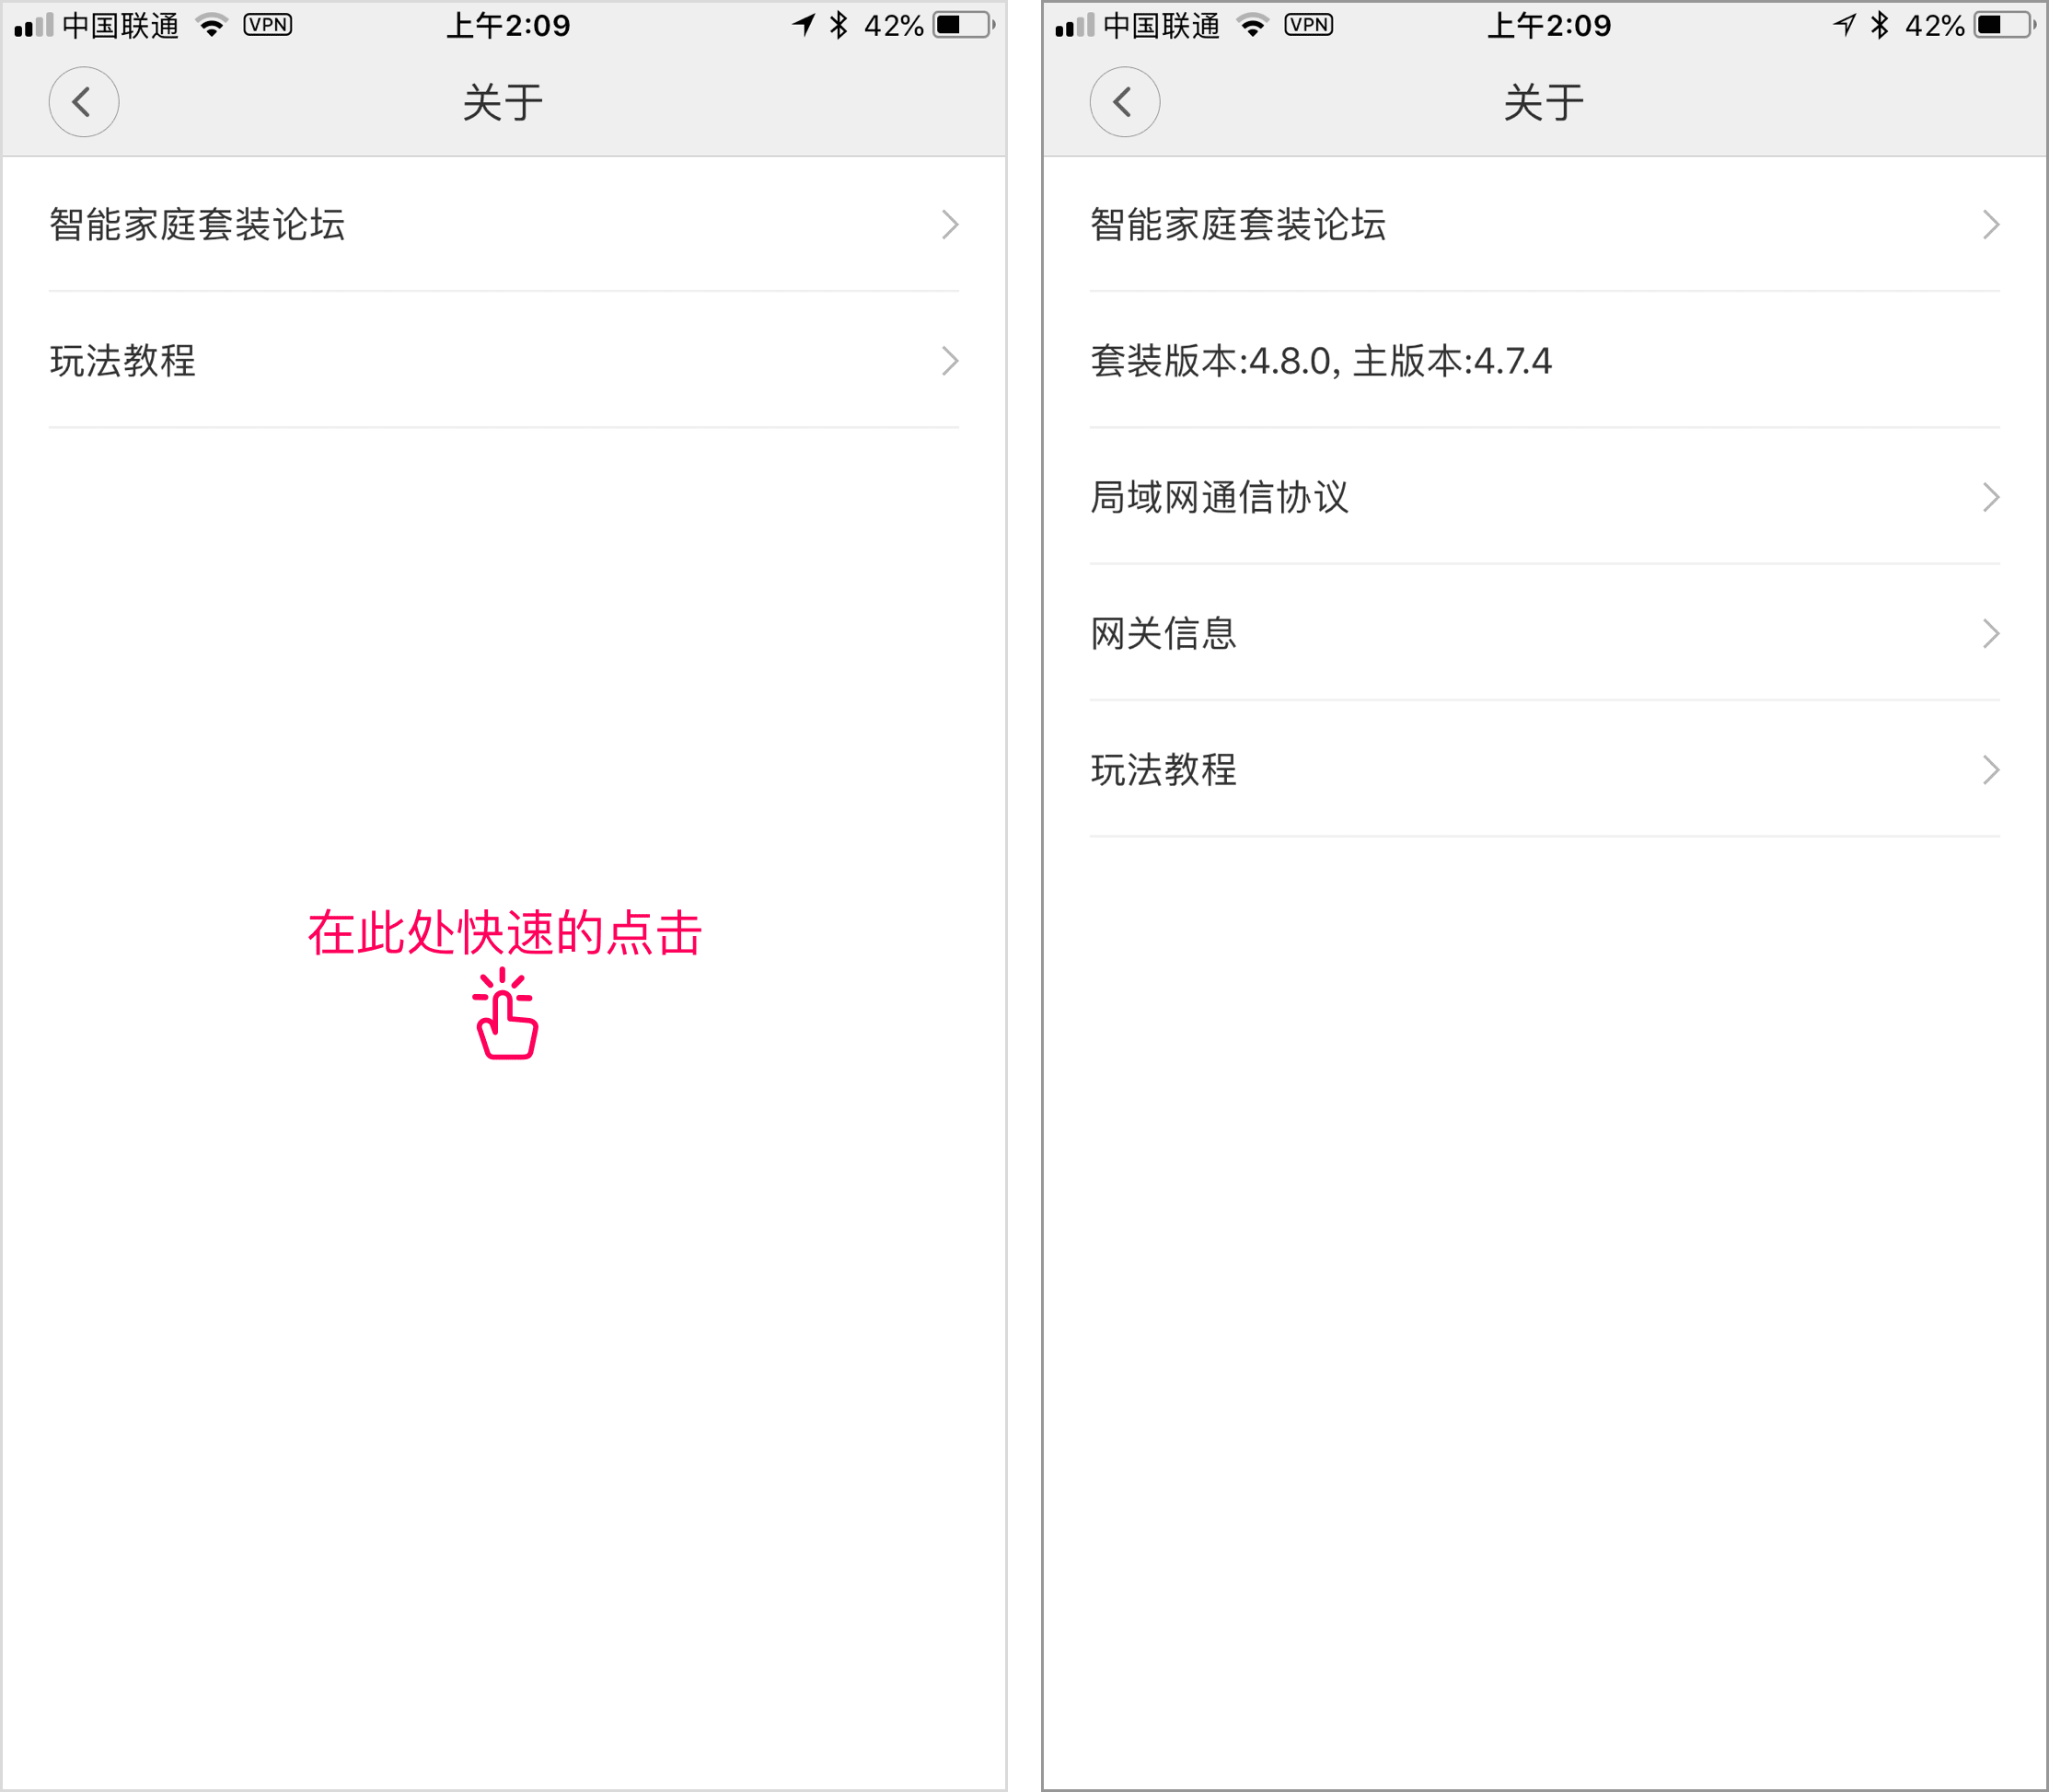 中国联通 VPN 上午2:09 42%
关于
智能家庭套装论坛
玩法教程
在此处快速的点击
中国联通 VPN 上午2:09 42%
关于
智能家庭套装论坛
套装版本:4.8.0, 主版本:4.7.4
局域网通信协议
网关信息
玩法教程